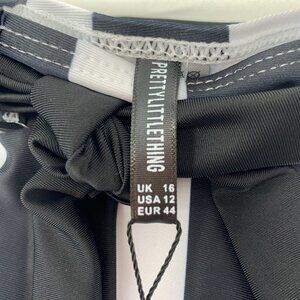 PRETTYLITTLETHING
UK 16
USA 12
EUR 44